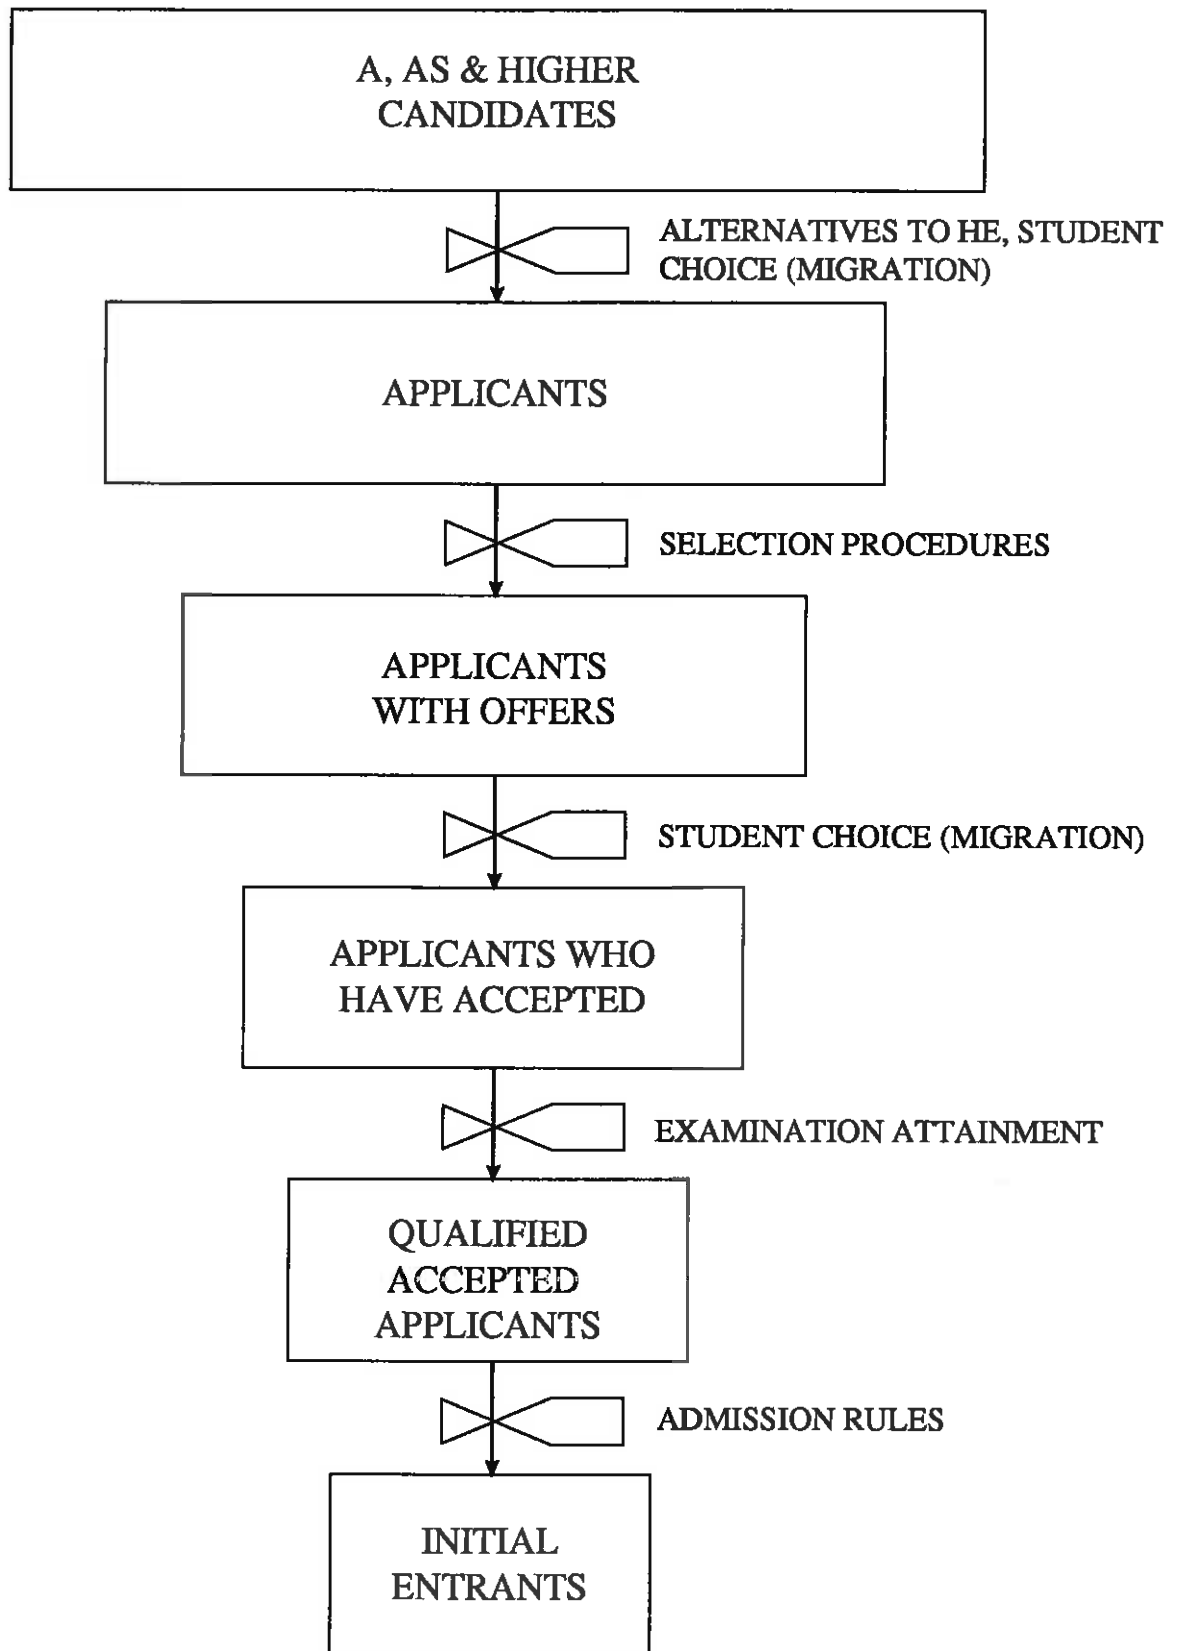 A, AS & HIGHER
CANDIDATES
ALTERNATIVES TO HE, STUDENT
CHOICE (MIGRATION)
APPLICANTS
SELECTION PROCEDURES
APPLICANTS
WITH OFFERS
STUDENT CHOICE (MIGRATION)
APPLICANTS WHO
HAVE ACCEPTED
EXAMINATION ATTAINMENT
QUALIFIED
ACCEPTED
APPLICANTS
ADMISSION RULES
INITIAL
ENTRANTS